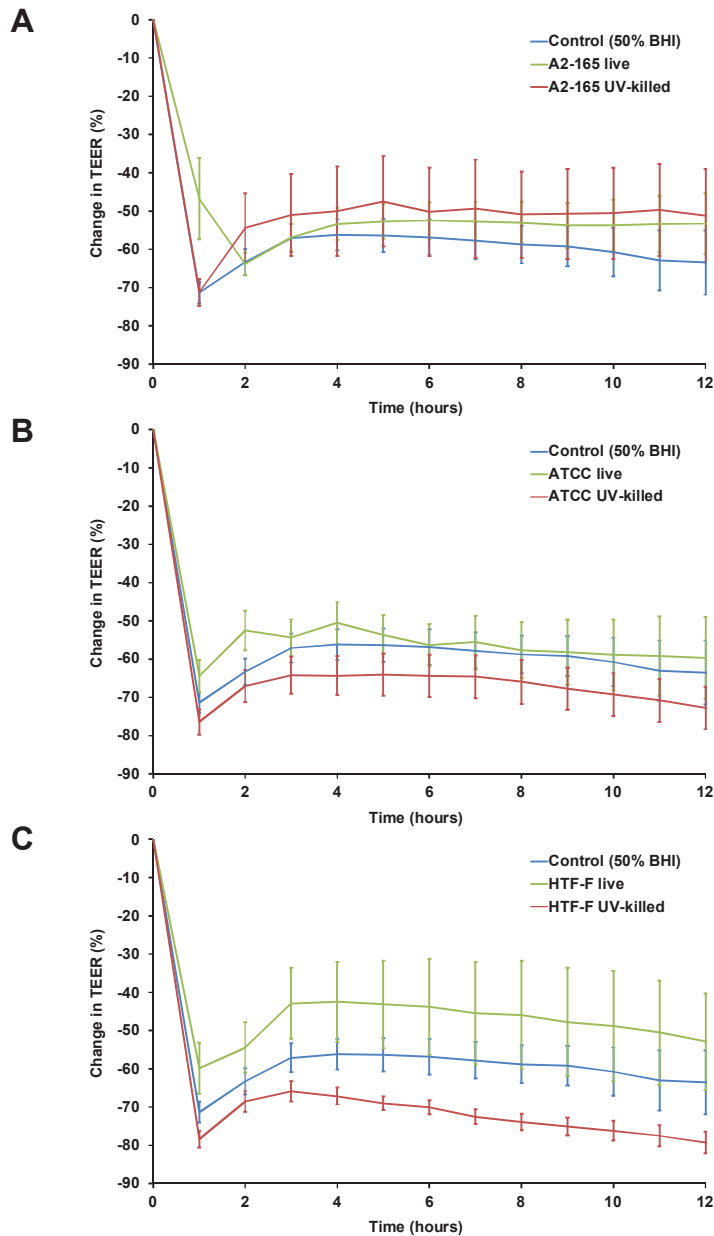 A
0
-10
-20
-30
-40
-50
-60
-70
-80
-90
Change in TEER (%)
Control (50% BHI)
A2-165 live
A2-165 UV-killed
0 2 4 6 8 10 12
Time (hours)
B
0
-10
-20
-30
-40
-50
-60
-70
-80
-90
Change in TEER (%)
Control (50% BHI)
ATCC live
ATCC UV-killed
0 2 4 6 8 10 12
Time (hours)
C
0
-10
-20
-30
-40
-50
-60
-70
-80
-90
Change in TEER (%)
Control (50% BHI)
HTF-F live
HTF-F UV-killed
0 2 4 6 8 10 12
Time (hours)